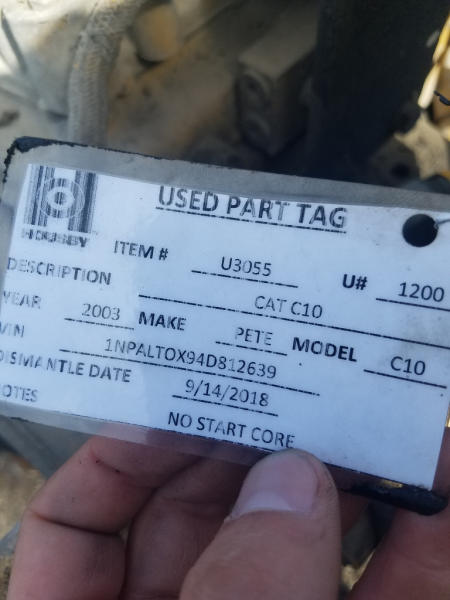 USED PART TAG
HOUSBY
ITEM # U3055 U# 1200
DESCRIPTION CAT C10
YEAR 2003 MAKE PETE MODEL C10
VIN 1NPALTOX94D812639
DISMANTLE DATE 9/14/2018
NOTES NO START CORE